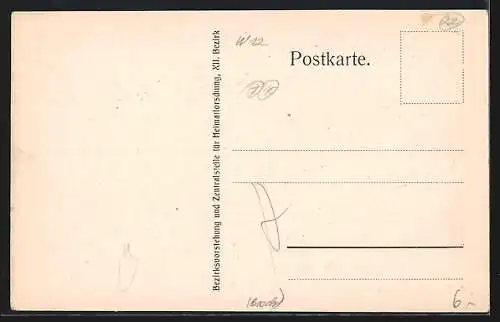 W 12
Postkarte.
Bezirksvorstehung und Zentralstelle für Heimatforschung, XII. Bezirk
6,-